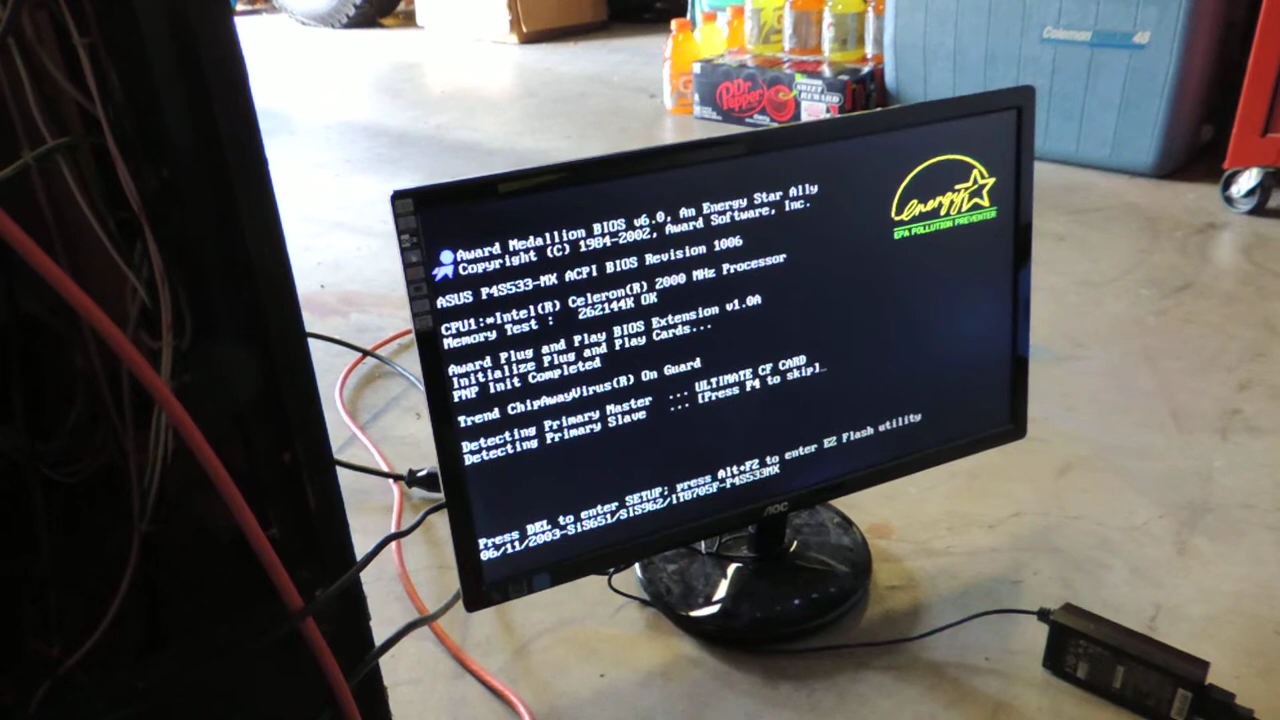 Coleman 48
Dr Pepper
SWEET
REWARD
G
energy
EPA POLLUTION PREVENTER
Award Medallion BIOS v6.0, An Energy Star Ally
Copyright (C) 1984-2002, Award Software, Inc.
ASUS P4S533-MX ACPI BIOS Revision 1006
CPU1:*Intel(R) Celeron(R) 2000 MHz Processor
Memory Test :   262144K OK
Award Plug and Play BIOS Extension v1.0A
Initialize Plug and Play Cards...
PNP Init Completed
Trend ChipAwayVirus(R) On Guard
Detecting Primary Master  ... ULTIMATE CF CARD
Detecting Primary Slave   ... [Press F4 to skip]_
Press DEL to enter SETUP; press Alt+F2 to enter EZ Flash utility
06/11/2003-SiS651/SiS962/IT8705F-P4S533MX
AOC